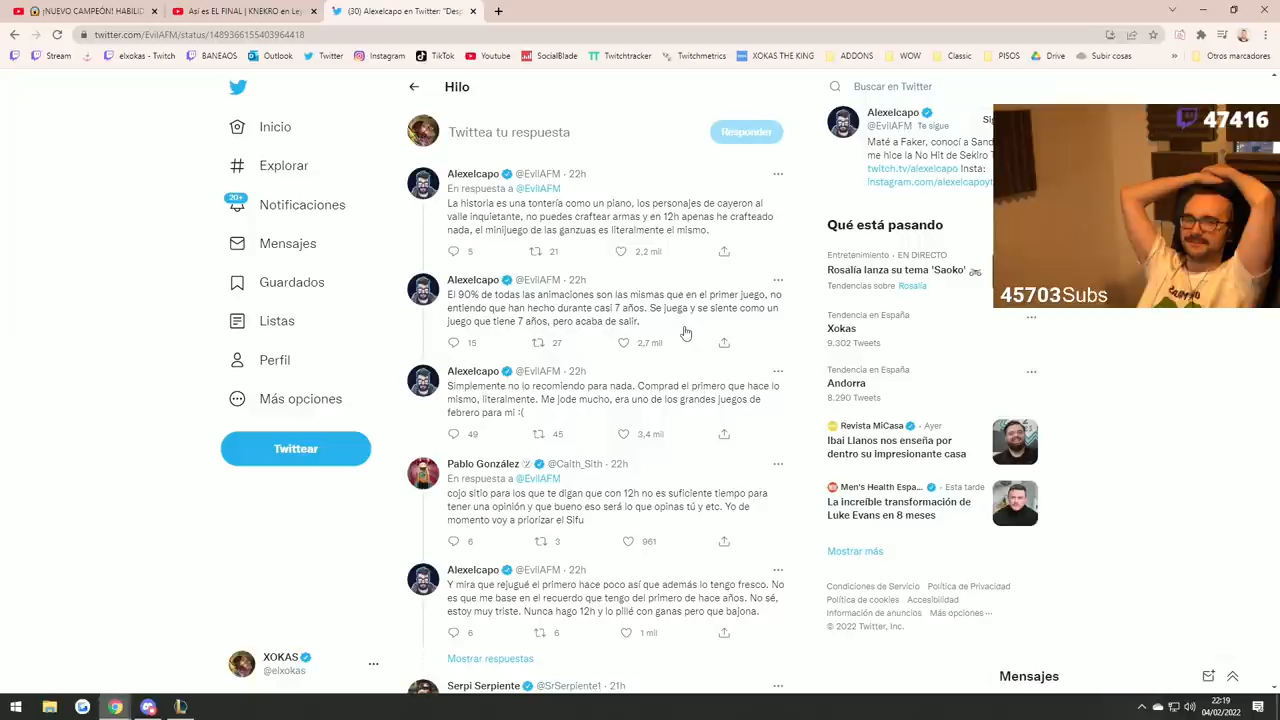 ¡NUEVO CAMPEÓN! HABILID
Así es EL FINAL | KNEKRO en Le
(30) Alexelcapo en Twitter: "Des
twitter.com/EvilAFM/status/1489366155403964418
Stream
elxokas - Twitch
BANEAOS
Outlook
Twitter
Instagram
TikTok
Youtube
SocialBlade
Twitchtracker
Twitchmetrics
XOKAS THE KING
ADDONS
WOW
Classic
PISOS
Drive
Subir cosas
Otros marcadores
Inicio
Explorar
20+
Notificaciones
Mensajes
Guardados
Listas
Perfil
Más opciones
Twittear
XOKAS
@elxokas
Hilo
Twittea tu respuesta
Responder
Alexelcapo @EvilAFM · 22h
En respuesta a @EvilAFM
La historia es una tontería como un piano, los personajes de cayeron al
valle inquietante, no puedes craftear armas y en 12h apenas he crafteado
nada, el minijuego de las ganzuas es literalmente el mismo.
5 21 2,2 mil
Alexelcapo @EvilAFM · 22h
El 90% de todas las animaciones son las mismas que en el primer juego, no
entiendo que han hecho durante casi 7 años. Se juega y se siente como un
juego que tiene 7 años, pero acaba de salir.
15 27 2,7 mil
Alexelcapo @EvilAFM · 22h
Simplemente no lo recomiendo para nada. Comprad el primero que hace lo
mismo, literalmente. Me jode mucho, era uno de los grandes juegos de
febrero para mi :(
49 45 3,4 mil
Pablo González @Caith_Sith · 22h
En respuesta a @EvilAFM
cojo sitio para los que te digan que con 12h no es suficiente tiempo para
tener una opinión y que bueno eso será lo que opinas tú y etc. Yo de
momento voy a priorizar el Sifu
6 3 961
Alexelcapo @EvilAFM · 22h
Y mira que rejugué el primero hace poco así que además lo tengo fresco. No
es que me base en el recuerdo que tengo del primero de hace años. No sé,
estoy muy triste. Nunca hago 12h y lo pillé con ganas pero que bajona.
6 6 1 mil
Mostrar respuestas
Serpi Serpiente @SrSerpiente1 · 21h
Buscar en Twitter
Alexelcapo
@EvilAFM Te sigue
Maté a Faker, conocí a Sand
me hice la No Hit de Sekiro
twitch.tv/alexelcapo Insta:
instagram.com/alexelcapoyt
47416
45703Subs
Qué está pasando
Entretenimiento · EN DIRECTO
Rosalía lanza su tema 'Saoko'
Tendencias sobre Rosalía
Tendencia en España
Xokas
9.302 Tweets
Tendencia en España
Andorra
8.290 Tweets
Revista MiCasa · Ayer
Ibai Llanos nos enseña por
dentro su impresionante casa
Men's Health Espa... · Esta tarde
La increíble transformación de
Luke Evans en 8 meses
Mostrar más
Condiciones de Servicio Política de Privacidad
Política de cookies Accesibilidad
Información de anuncios Más opciones ···
© 2022 Twitter, Inc.
Mensajes
22:19
04/02/2022